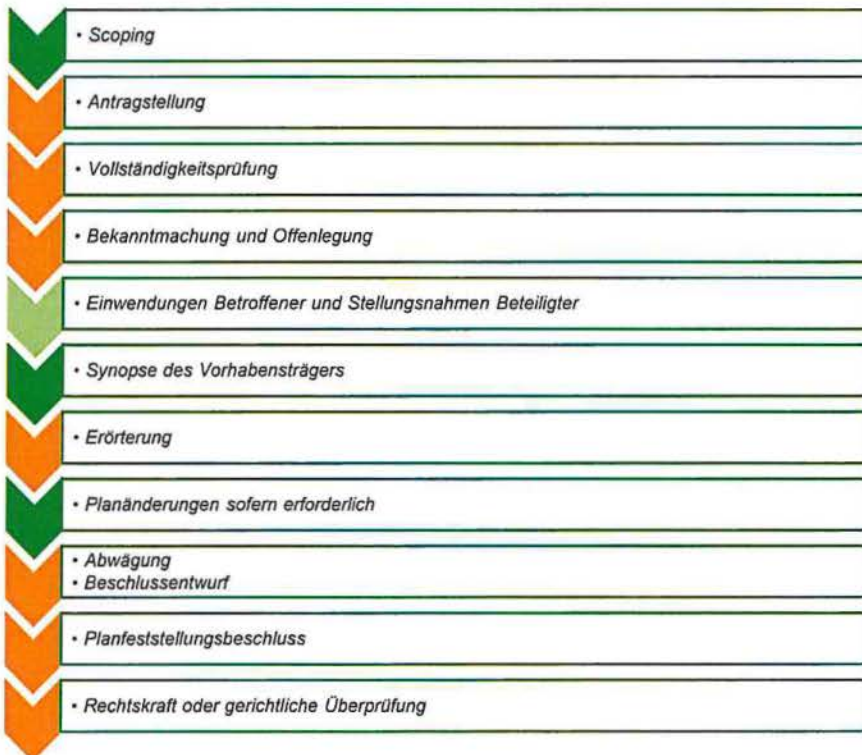 • Scoping
• Antragstellung
• Vollständigkeitsprüfung
• Bekanntmachung und Offenlegung
• Einwendungen Betroffener und Stellungsnahmen Beteiligter
• Synopse des Vorhabensträgers
• Erörterung
• Planänderungen sofern erforderlich
• Abwägung
• Beschlussentwurf
• Planfeststellungsbeschluss
• Rechtskraft oder gerichtliche Überprüfung